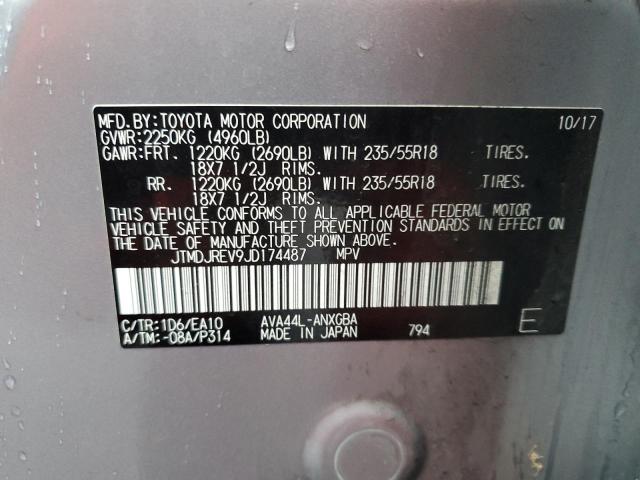 MFD.BY:TOYOTA MOTOR CORPORATION 10/17
GVWR:2250KG (4960LB)
GAWR:FRT. 1220KG (2690LB) WITH 235/55R18 TIRES.
18X7 1/2J RIMS.
RR. 1220KG (2690LB) WITH 235/55R18 TIRES.
18X7 1/2J RIMS.
THIS VEHICLE CONFORMS TO ALL APPLICABLE FEDERAL MOTOR
VEHICLE SAFETY AND THEFT PREVENTION STANDARDS IN EFFECT ON
THE DATE OF MANUFACTURE SHOWN ABOVE.
JTMDJREV9JD174487 MPV
C/TR:1D6/EA10 AVA44L-ANXGBA
A/TM:-08A/P314 MADE IN JAPAN 794 E